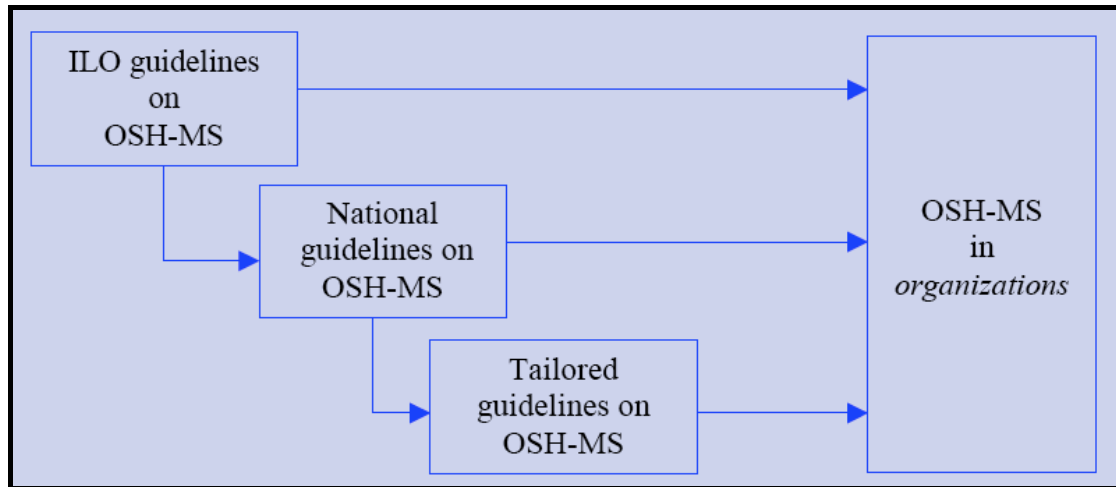 ILO guidelines
on
OSH-MS
National
guidelines on
OSH-MS
Tailored
guidelines on
OSH-MS
OSH-MS
in
organizations